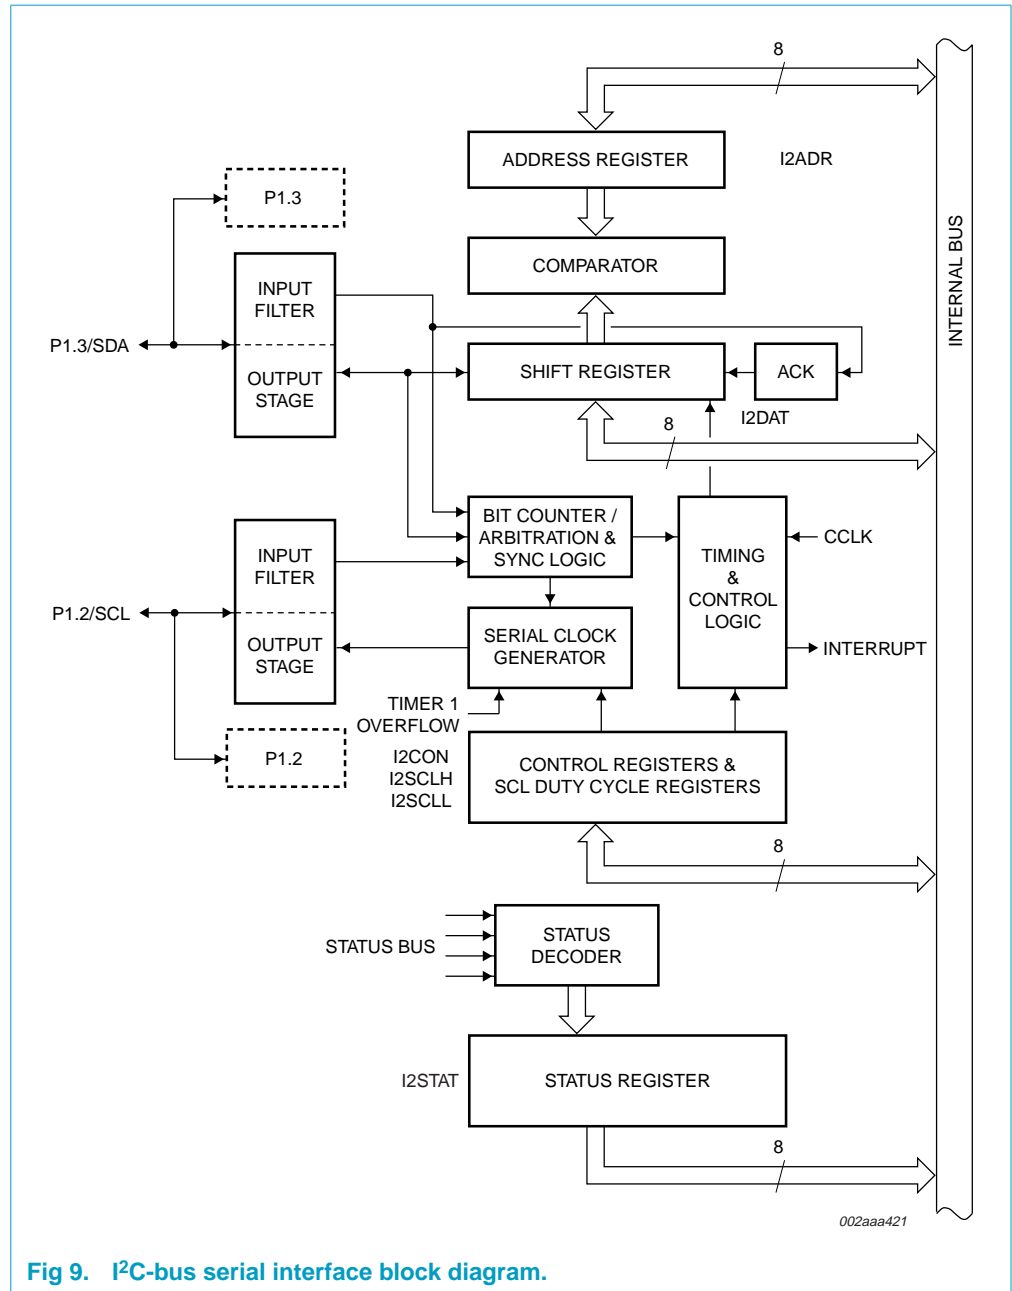 8
ADDRESS REGISTER
I2ADR
P1.3
INTERNAL BUS
COMPARATOR
INPUT
FILTER
P1.3/SDA
OUTPUT
STAGE
SHIFT REGISTER
ACK
I2DAT
8
BIT COUNTER /
ARBITRATION &
SYNC LOGIC
TIMING
&
CONTROL
LOGIC
CCLK
INPUT
FILTER
P1.2/SCL
OUTPUT
STAGE
SERIAL CLOCK
GENERATOR
INTERRUPT
TIMER 1
OVERFLOW
P1.2
I2CON
I2SCLH
I2SCLL
CONTROL REGISTERS &
SCL DUTY CYCLE REGISTERS
8
STATUS BUS
STATUS
DECODER
I2STAT
STATUS REGISTER
8
002aaa421
Fig 9. I²C-bus serial interface block diagram.